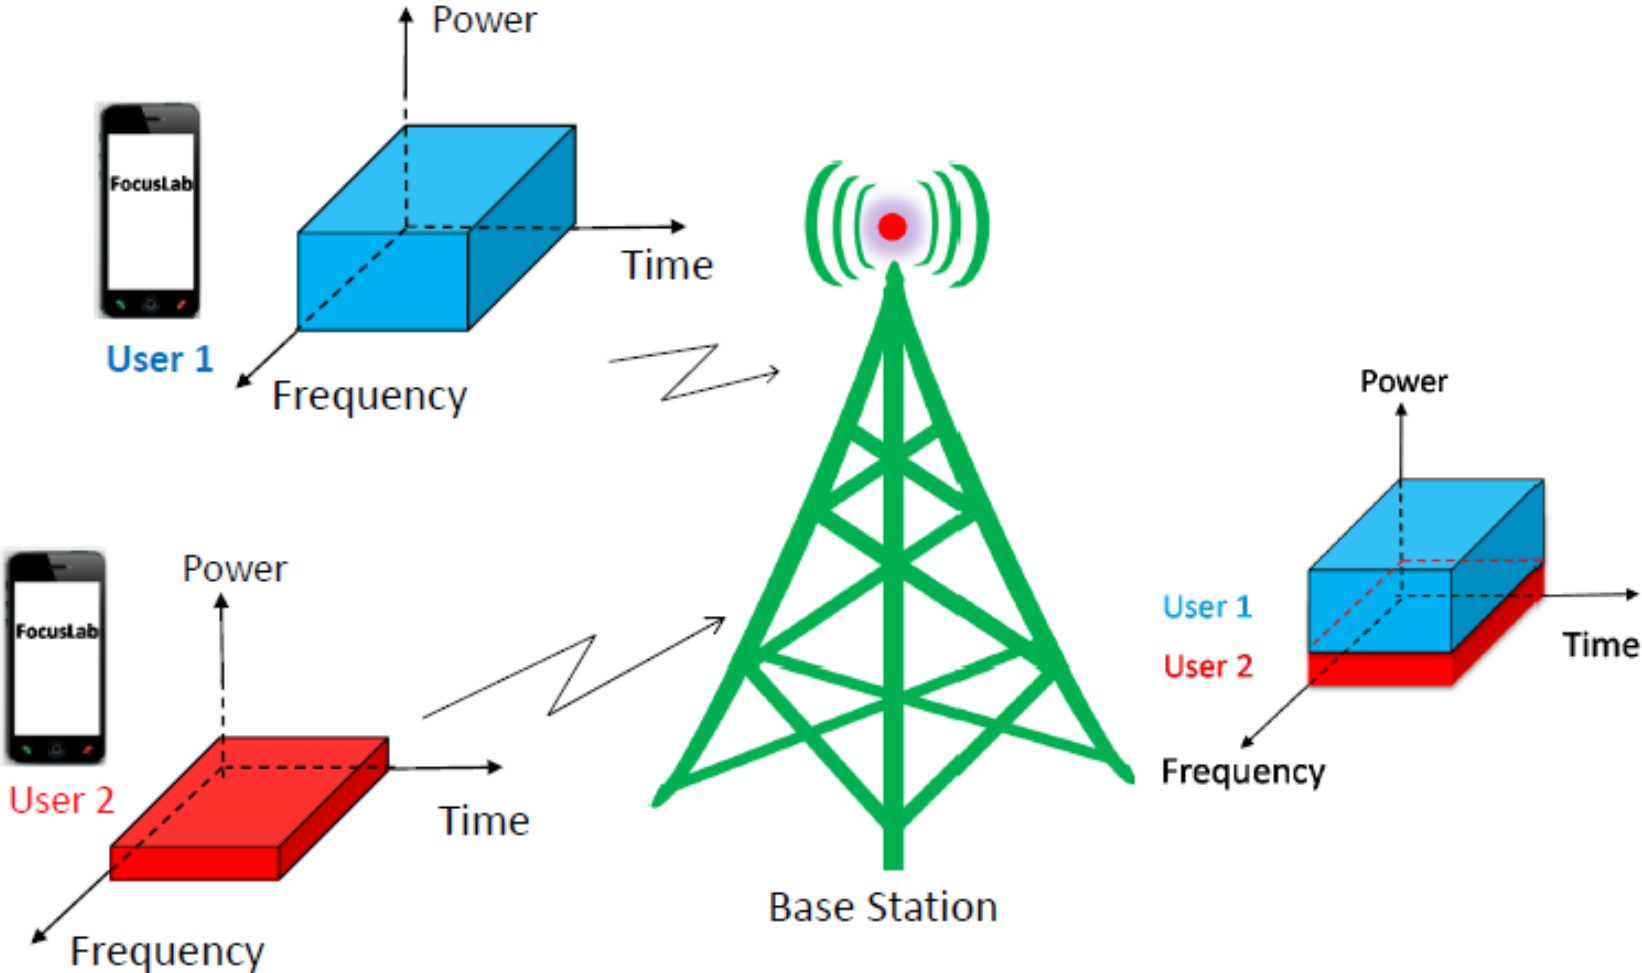 Power
FocusLab
Time
User 1
Frequency
Power
FocusLab
User 2
Time
Frequency
Base Station
Power
User 1
User 2
Time
Frequency